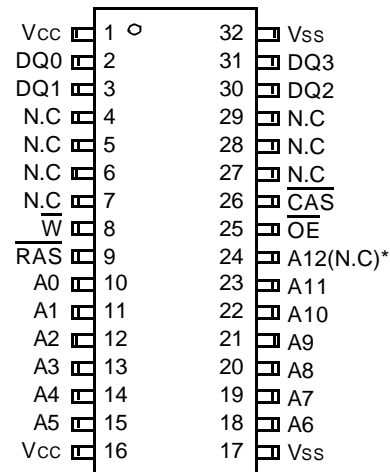 Vcc 1 32 Vss
DQ0 2 31 DQ3
DQ1 3 30 DQ2
N.C 4 29 N.C
N.C 5 28 N.C
N.C 6 27 N.C
N.C 7 26 CAS
W 8 25 OE
RAS 9 24 A12(N.C)*
A0 10 23 A11
A1 11 22 A10
A2 12 21 A9
A3 13 20 A8
A4 14 19 A7
A5 15 18 A6
Vcc 16 17 Vss